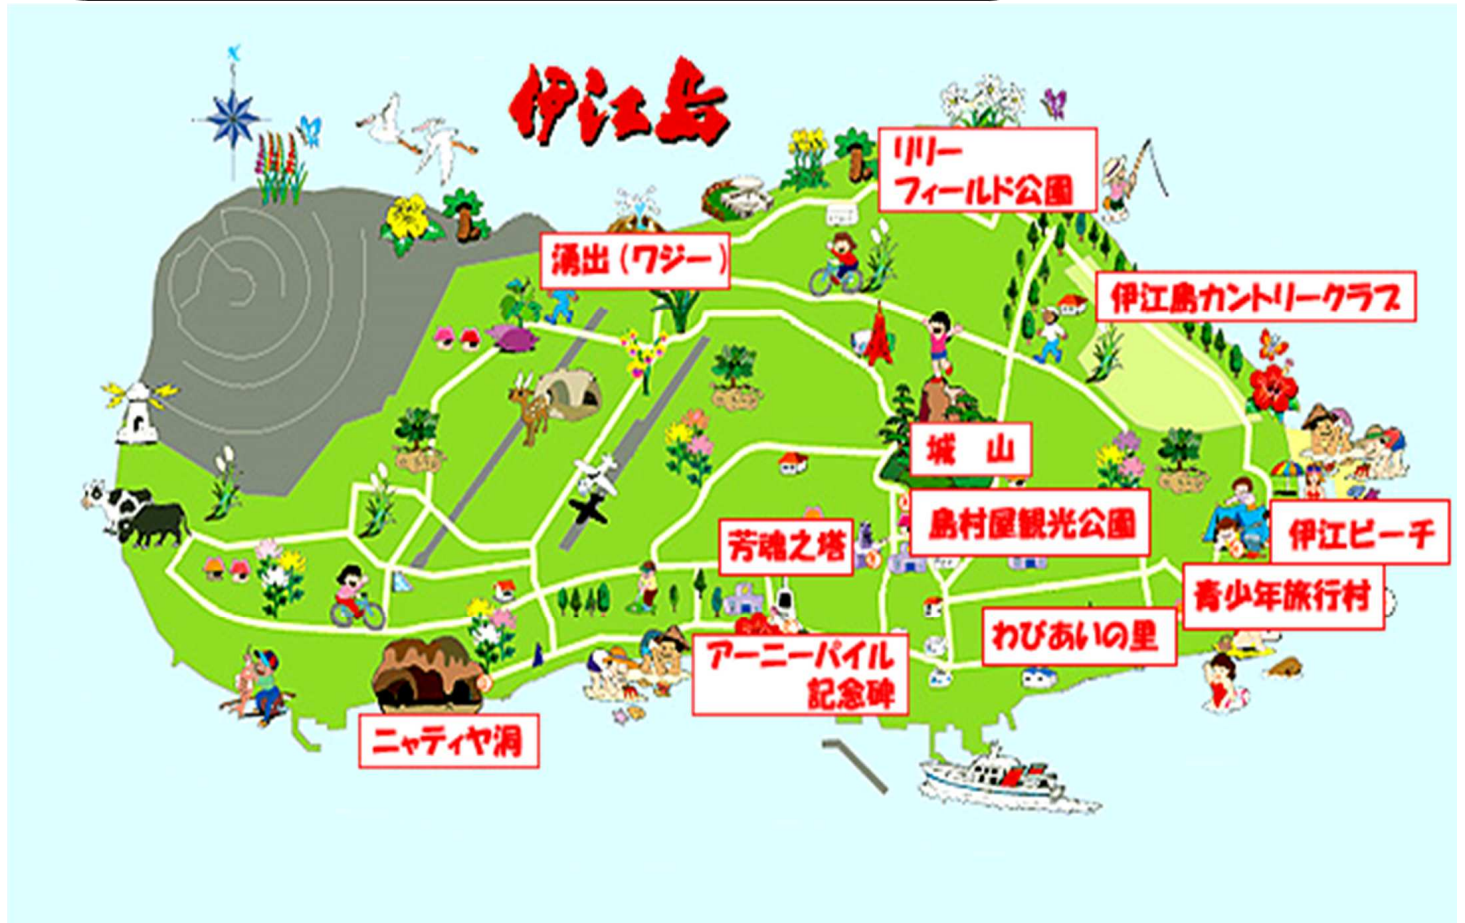 伊江島
リリー
フィールド公園
湧出(ワジー)
伊江島カントリークラブ
城 山
島村屋観光公園
芳魂之塔
伊江ビーチ
青少年旅行村
わびあいの里
アーニーパイル
記念碑
ニャティヤ洞